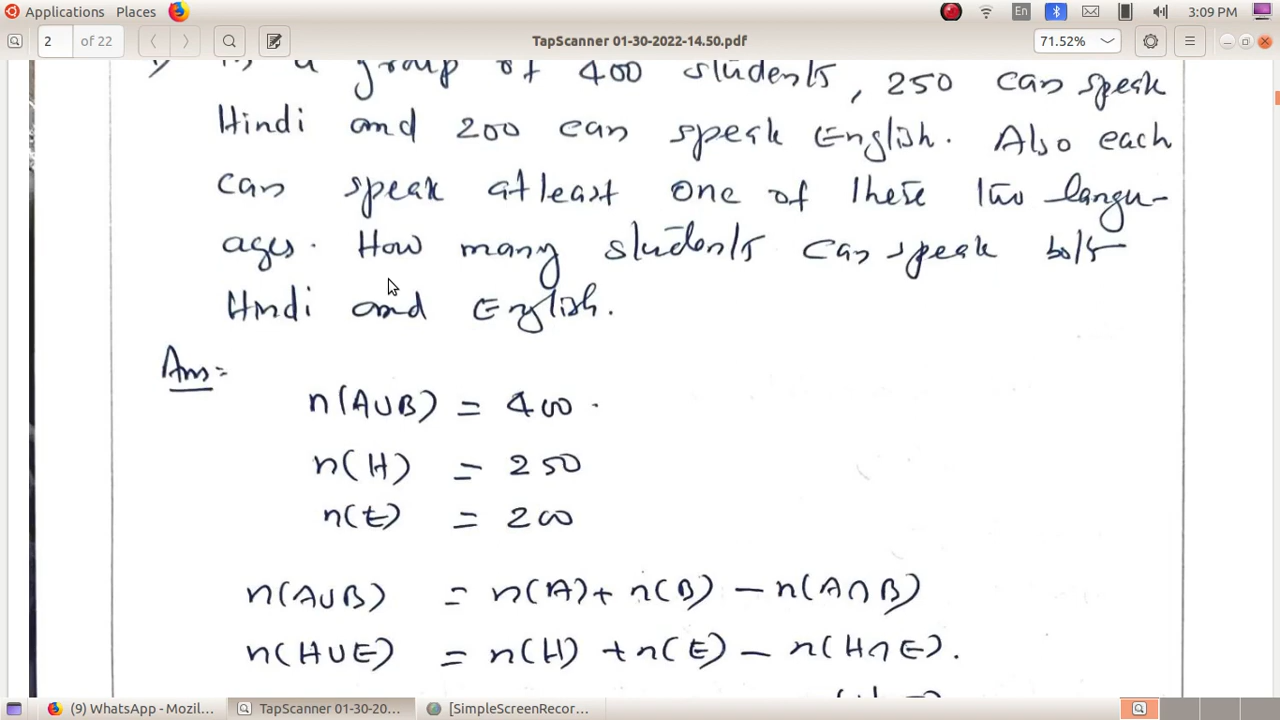 Applications Places En 3:09 PM
2 of 22 TapScanner 01-30-2022-14.50.pdf 71.52%
group of 400 students, 250 can speak
Hindi and 200 can speak English. Also each
can speak atleast one of these two langu-
ages. How many students can speak both
Hindi and English.
Ans:
n(A∪B) = 400.
n(H) = 250
n(E) = 200
n(A∪B) = n(A)+ n(B) - n(A∩B)
n(H∪E) = n(H) + n(E) - n(H∩E).
(9) WhatsApp - Mozil... TapScanner 01-30-20... [SimpleScreenRecor...